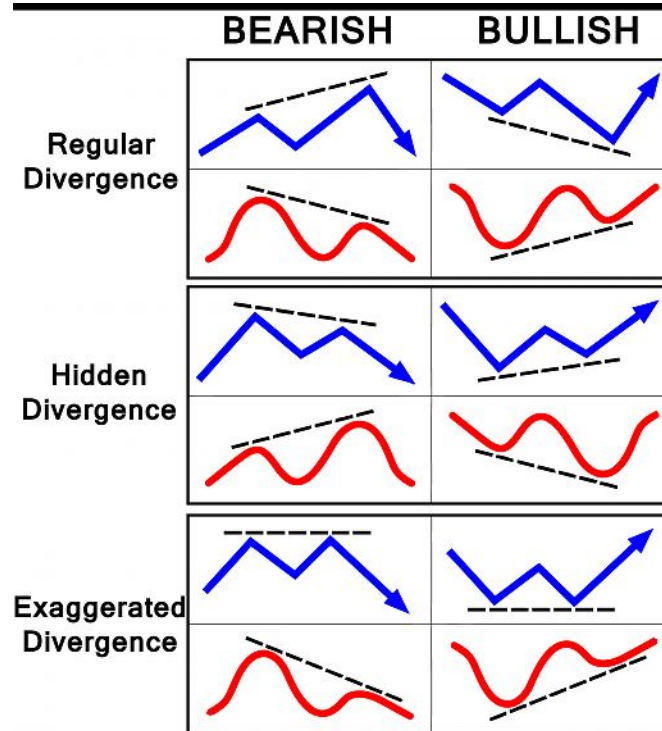 BEARISH BULLISH
Regular
Divergence
Hidden
Divergence
Exaggerated
Divergence